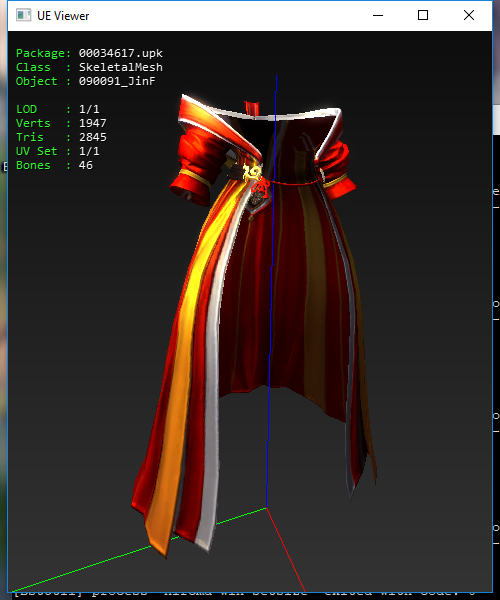 UE Viewer
Package: 00034617.upk
Class : SkeletalMesh
Object : 090091_JinF
LOD : 1/1
Verts : 1947
Tris : 2845
UV Set : 1/1
Bones : 46